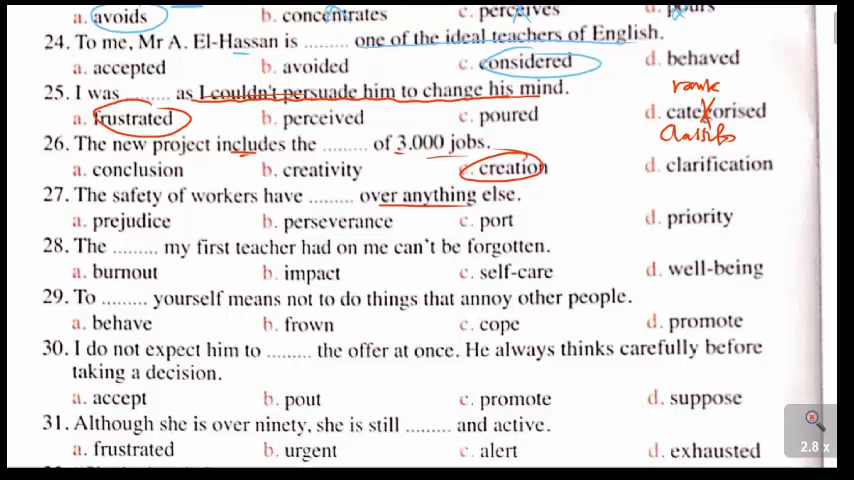 a. avoids b. concentrates c. perceives d. pours
24. To me, Mr A. El-Hassan is ......... one of the ideal teachers of English.
a. accepted b. avoided c. considered d. behaved
25. I was ......... as I couldn't persuade him to change his mind.
rank
a. frustrated b. perceived c. poured d. categorised
26. The new project includes the ......... of 3.000 jobs.
a. conclusion b. creativity c. creation d. clarification
27. The safety of workers have ......... over anything else.
a. prejudice b. perseverance c. port d. priority
28. The ......... my first teacher had on me can't be forgotten.
a. burnout b. impact c. self-care d. well-being
29. To ......... yourself means not to do things that annoy other people.
a. behave b. frown c. cope d. promote
30. I do not expect him to ......... the offer at once. He always thinks carefully before
taking a decision.
a. accept b. pout c. promote d. suppose
31. Although she is over ninety, she is still ......... and active.
a. frustrated b. urgent c. alert d. exhausted
2.8 x